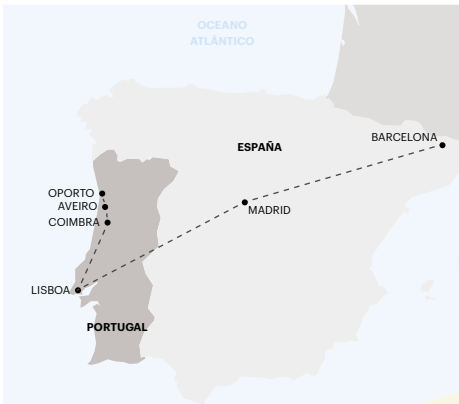 OCEANO
ATLÂNTICO
BARCELONA
ESPAÑA
OPORTO
AVEIRO
MADRID
COIMBRA
LISBOA
PORTUGAL